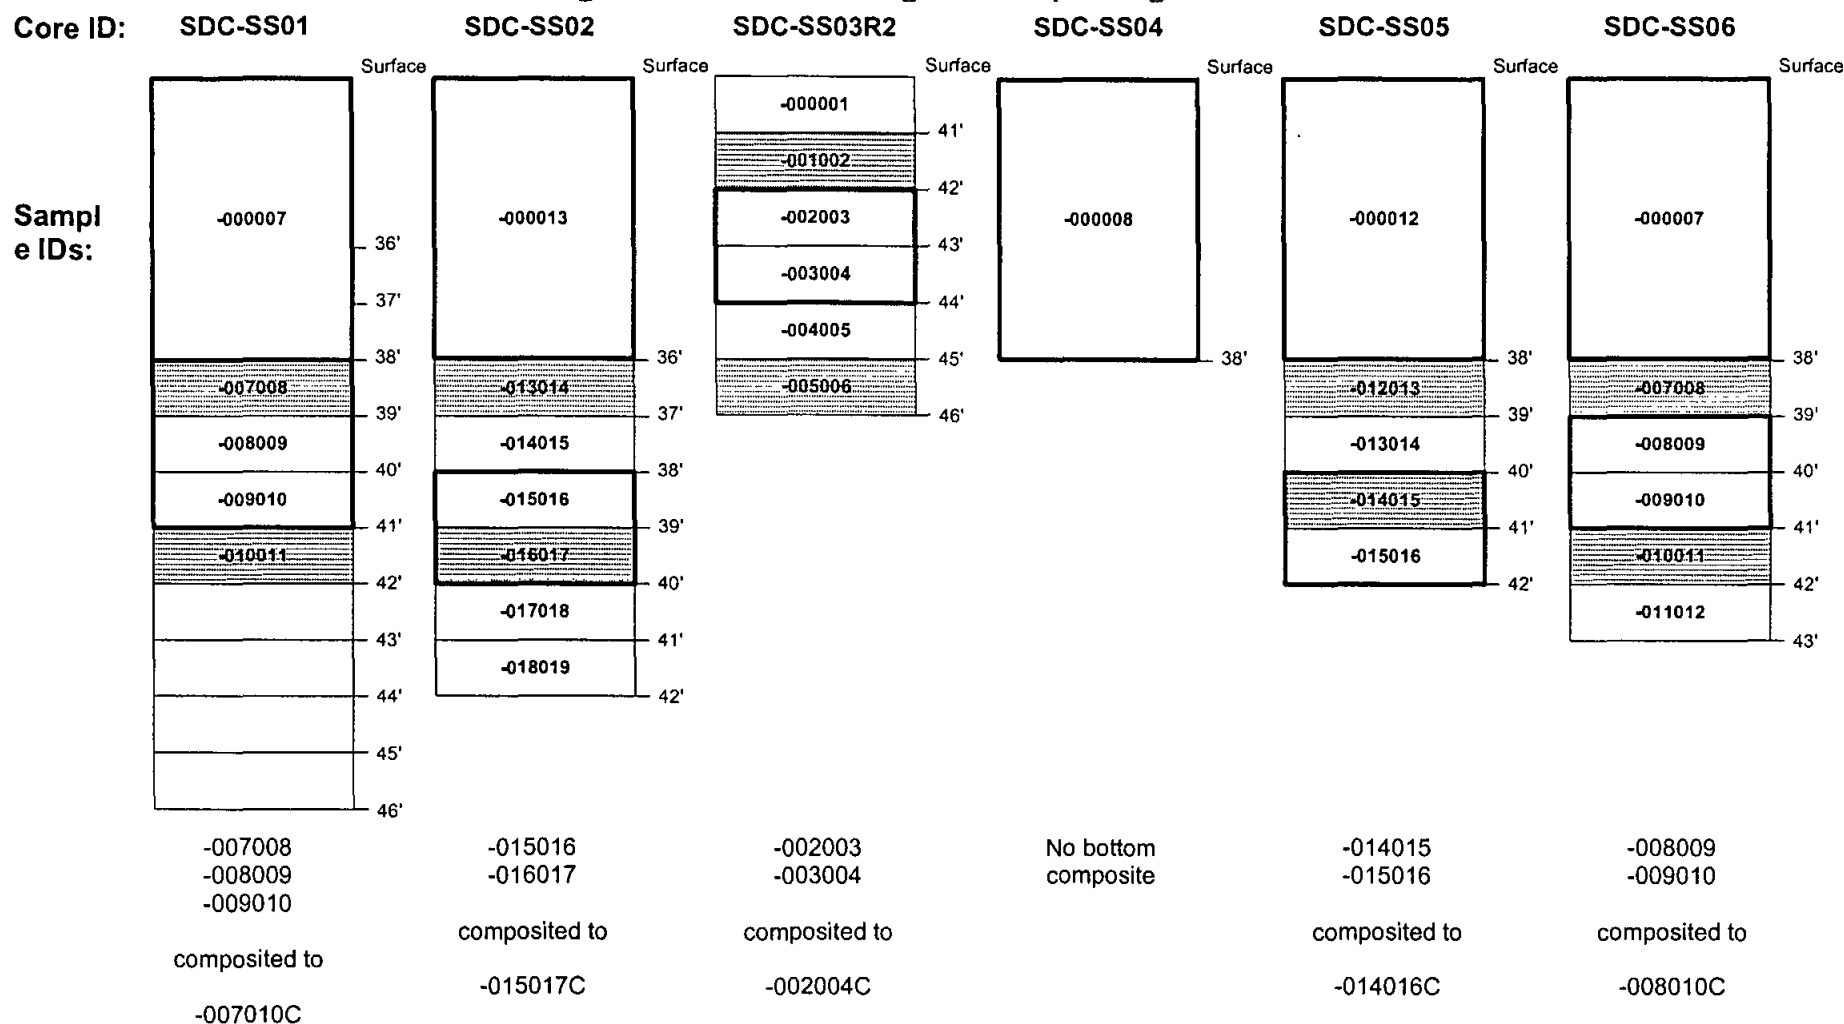 Core ID: SDC-SS01 SDC-SS02 SDC-SS03R2 SDC-SS04 SDC-SS05 SDC-SS06
Surface Surface Surface Surface Surface Surface
-000001
41'
-001002
42'
Sampl
e IDs:
-000007 -000013 -002003 -000008 -000012 -000007
36' 43'
-003004
37' 44'
-004005
38' 36' 45' 38' 38' 38'
-007008 -013014 -005006 -012013 -007008
39' 37' 46' 39' 39'
-008009 -014015 -013014 -008009
40' 38' 40' 40'
-009010 -015016 -014015 -009010
41' 39' 41' 41'
-010011 -016017 -015016 -010011
42' 40' 42' 42'
-017018 -011012
43' 41' 43'
-018019
44' 42'
45'
46'
-007008 -015016 -002003 No bottom -014015 -008009
-008009 -016017 -003004 composite -015016 -009010
-009010
composited to composited to composited to composited to
composited to
-015017C -002004C -014016C -008010C
-007010C